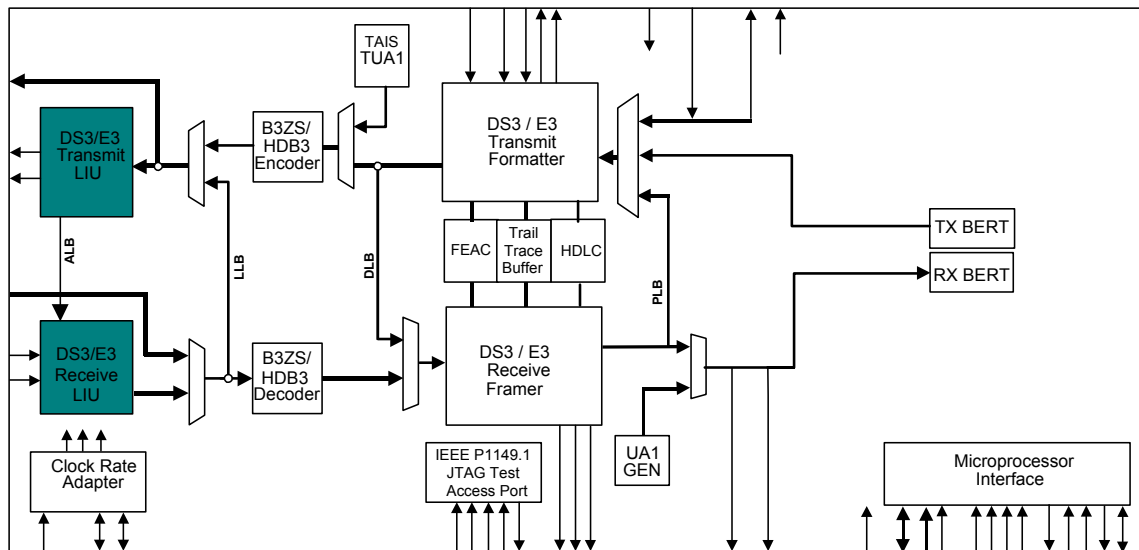 TAIS
TUA1
DS3/E3
Transmit
LIU
B3ZS/
HDB3
Encoder
DS3 / E3
Transmit
Formatter
FEAC
Trail
Trace
Buffer
HDLC
TX BERT
RX BERT
ALB
LLB
DLB
PLB
DS3/E3
Receive
LIU
B3ZS/
HDB3
Decoder
DS3 / E3
Receive
Framer
UA1
GEN
Clock Rate
Adapter
IEEE P1149.1
JTAG Test
Access Port
Microprocessor
Interface